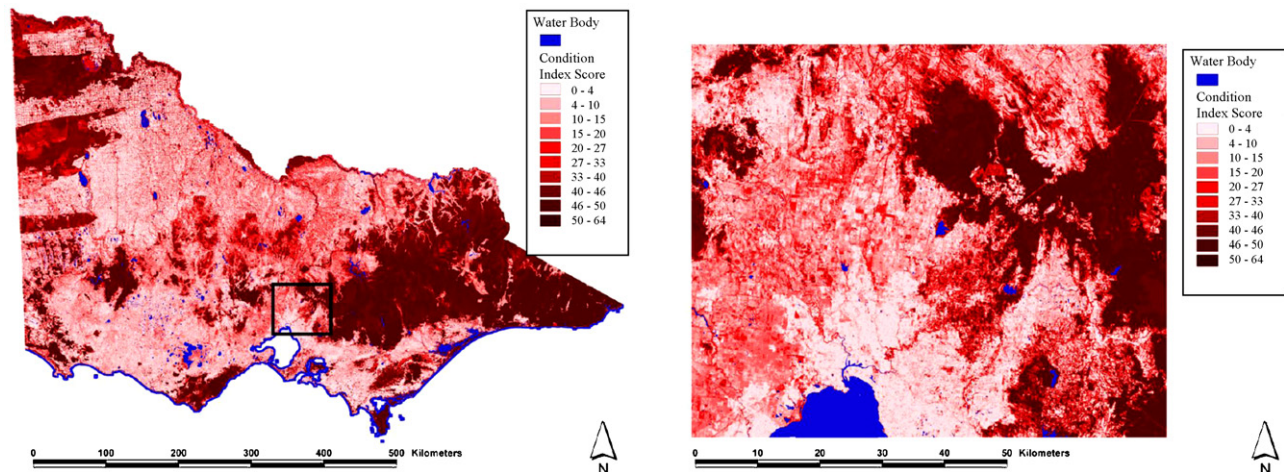 Water Body
Condition
Index Score
0 - 4
4 - 10
10 - 15
15 - 20
20 - 27
27 - 33
33 - 40
40 - 46
46 - 50
50 - 64
0 100 200 300 400 500 Kilometers
N
Water Body
Condition
Index Score
0 - 4
4 - 10
10 - 15
15 - 20
20 - 27
27 - 33
33 - 40
40 - 46
46 - 50
50 - 64
0 10 20 30 40 50 Kilometers
N